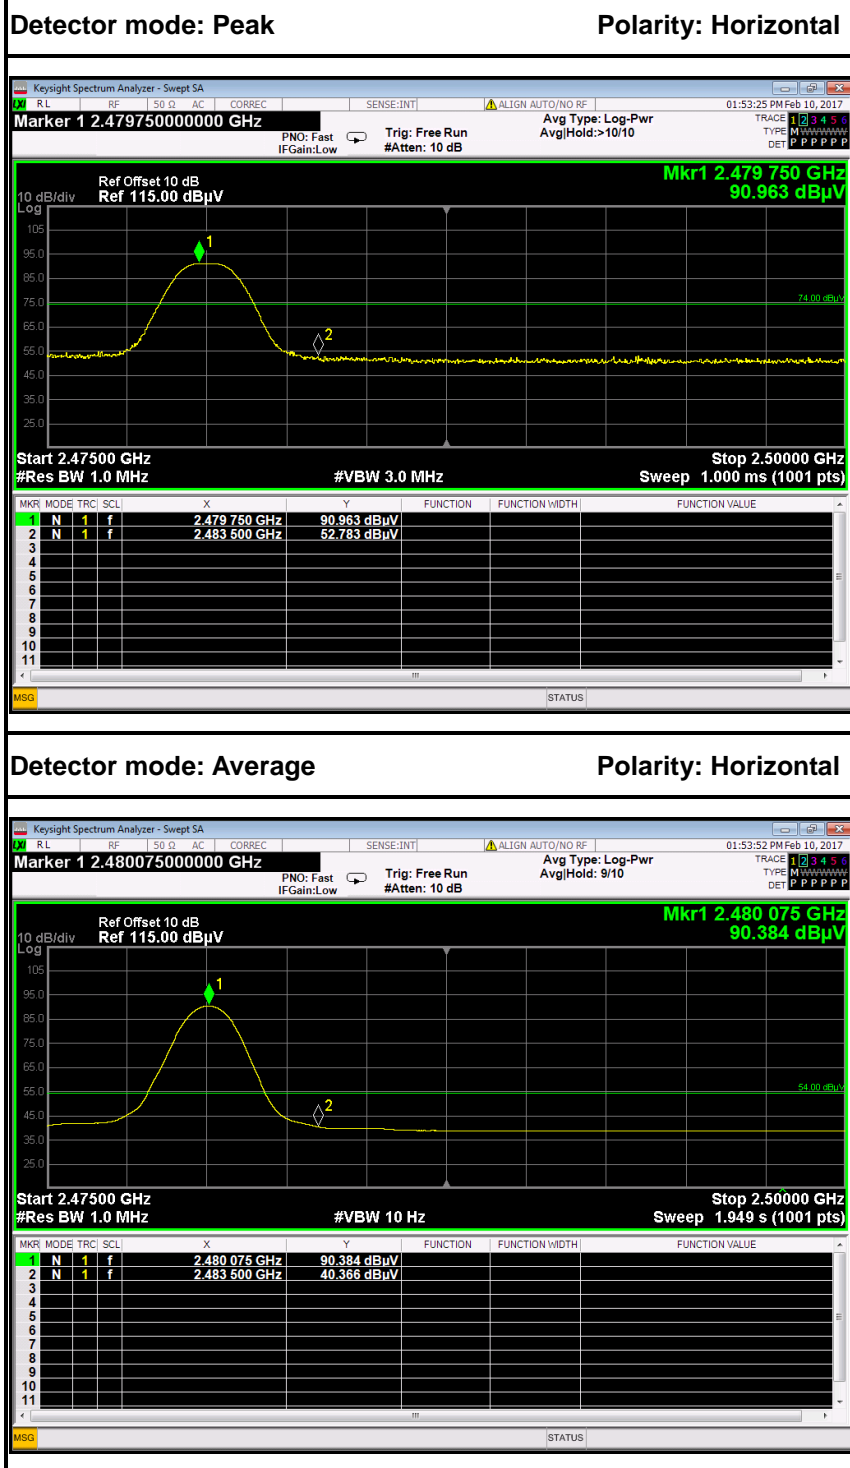 Detector mode: Peak Polarity: Horizontal
Keysight Spectrum Analyzer - Swept SA
LXI RL RF 50 Ω AC CORREC SENSE:INT ALIGN AUTO/NO RF 01:53:25 PM Feb 10, 2017
Marker 1 2.479750000000 GHz Avg Type: Log-Pwr TRACE 1 2 3 4 5 6
PNO: Fast Trig: Free Run Avg|Hold:>10/10 TYPE M WWWWW
IFGain:Low #Atten: 10 dB DET P P P P P P
Mkr1 2.479 750 GHz
Ref Offset 10 dB
10 dB/div Ref 115.00 dBµV 90.963 dBµV
Log
105
1
95.0
85.0
75.0 74.00 dBµV
65.0
2
55.0
45.0
35.0
25.0
Start 2.47500 GHz Stop 2.50000 GHz
#Res BW 1.0 MHz #VBW 3.0 MHz Sweep 1.000 ms (1001 pts)
MKR MODE TRC SCL X Y FUNCTION FUNCTION WIDTH FUNCTION VALUE
1 N 1 f 2.479 750 GHz 90.963 dBµV
2 N 1 f 2.483 500 GHz 52.783 dBµV
3
4
5
6
7
8
9
10
11
MSG STATUS
Detector mode: Average Polarity: Horizontal
Keysight Spectrum Analyzer - Swept SA
LXI RL RF 50 Ω AC CORREC SENSE:INT ALIGN AUTO/NO RF 01:53:52 PM Feb 10, 2017
Marker 1 2.480075000000 GHz Avg Type: Log-Pwr TRACE 1 2 3 4 5 6
PNO: Fast Trig: Free Run Avg|Hold: 9/10 TYPE M WWWWW
IFGain:Low #Atten: 10 dB DET P P P P P P
Mkr1 2.480 075 GHz
Ref Offset 10 dB
10 dB/div Ref 115.00 dBµV 90.384 dBµV
Log
105
1
95.0
85.0
75.0
65.0
55.0 54.00 dBµV
2
45.0
35.0
25.0
Start 2.47500 GHz Stop 2.50000 GHz
#Res BW 1.0 MHz #VBW 10 Hz Sweep 1.949 s (1001 pts)
MKR MODE TRC SCL X Y FUNCTION FUNCTION WIDTH FUNCTION VALUE
1 N 1 f 2.480 075 GHz 90.384 dBµV
2 N 1 f 2.483 500 GHz 40.366 dBµV
3
4
5
6
7
8
9
10
11
MSG STATUS